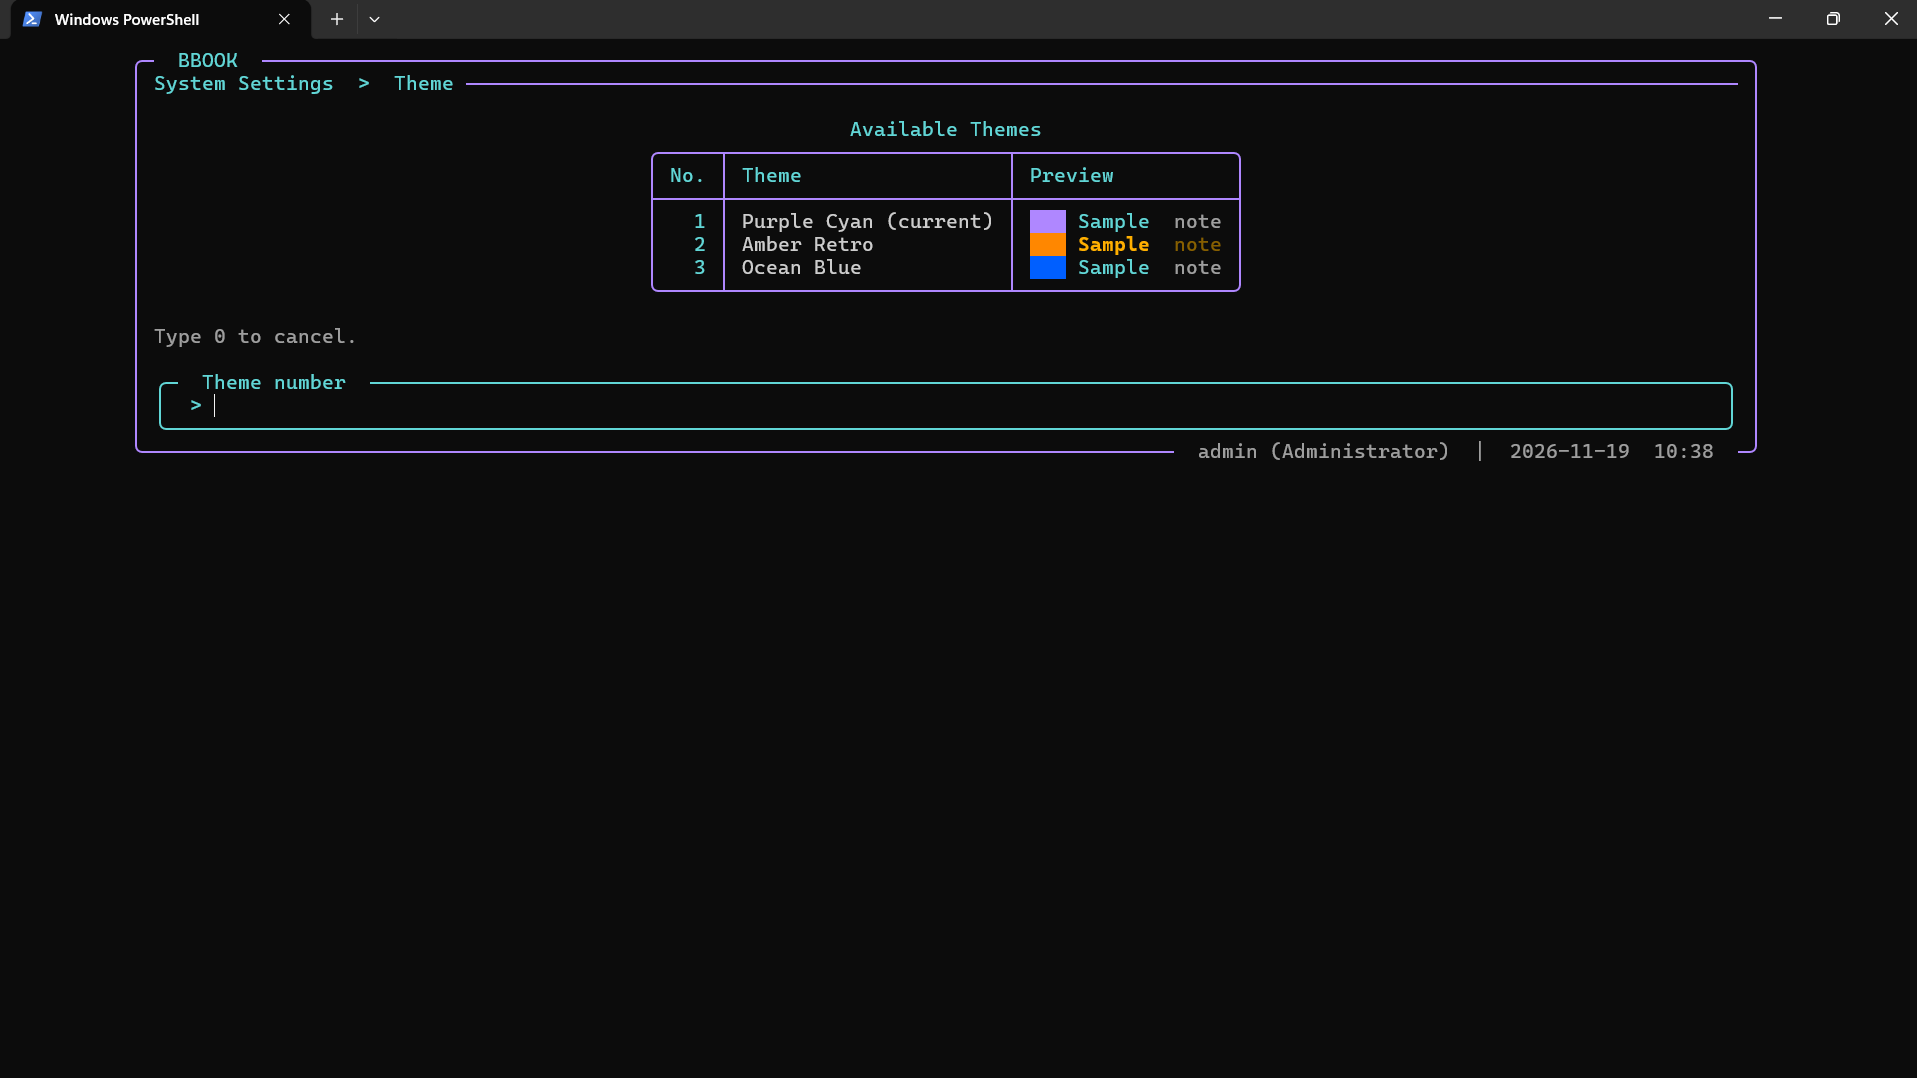 Windows PowerShell
BBOOK
System Settings > Theme
Available Themes
No. Theme Preview
1 Purple Cyan (current) Sample note
2 Amber Retro Sample note
3 Ocean Blue Sample note
Type 0 to cancel.
Theme number
>
admin (Administrator) | 2026-11-19 10:38